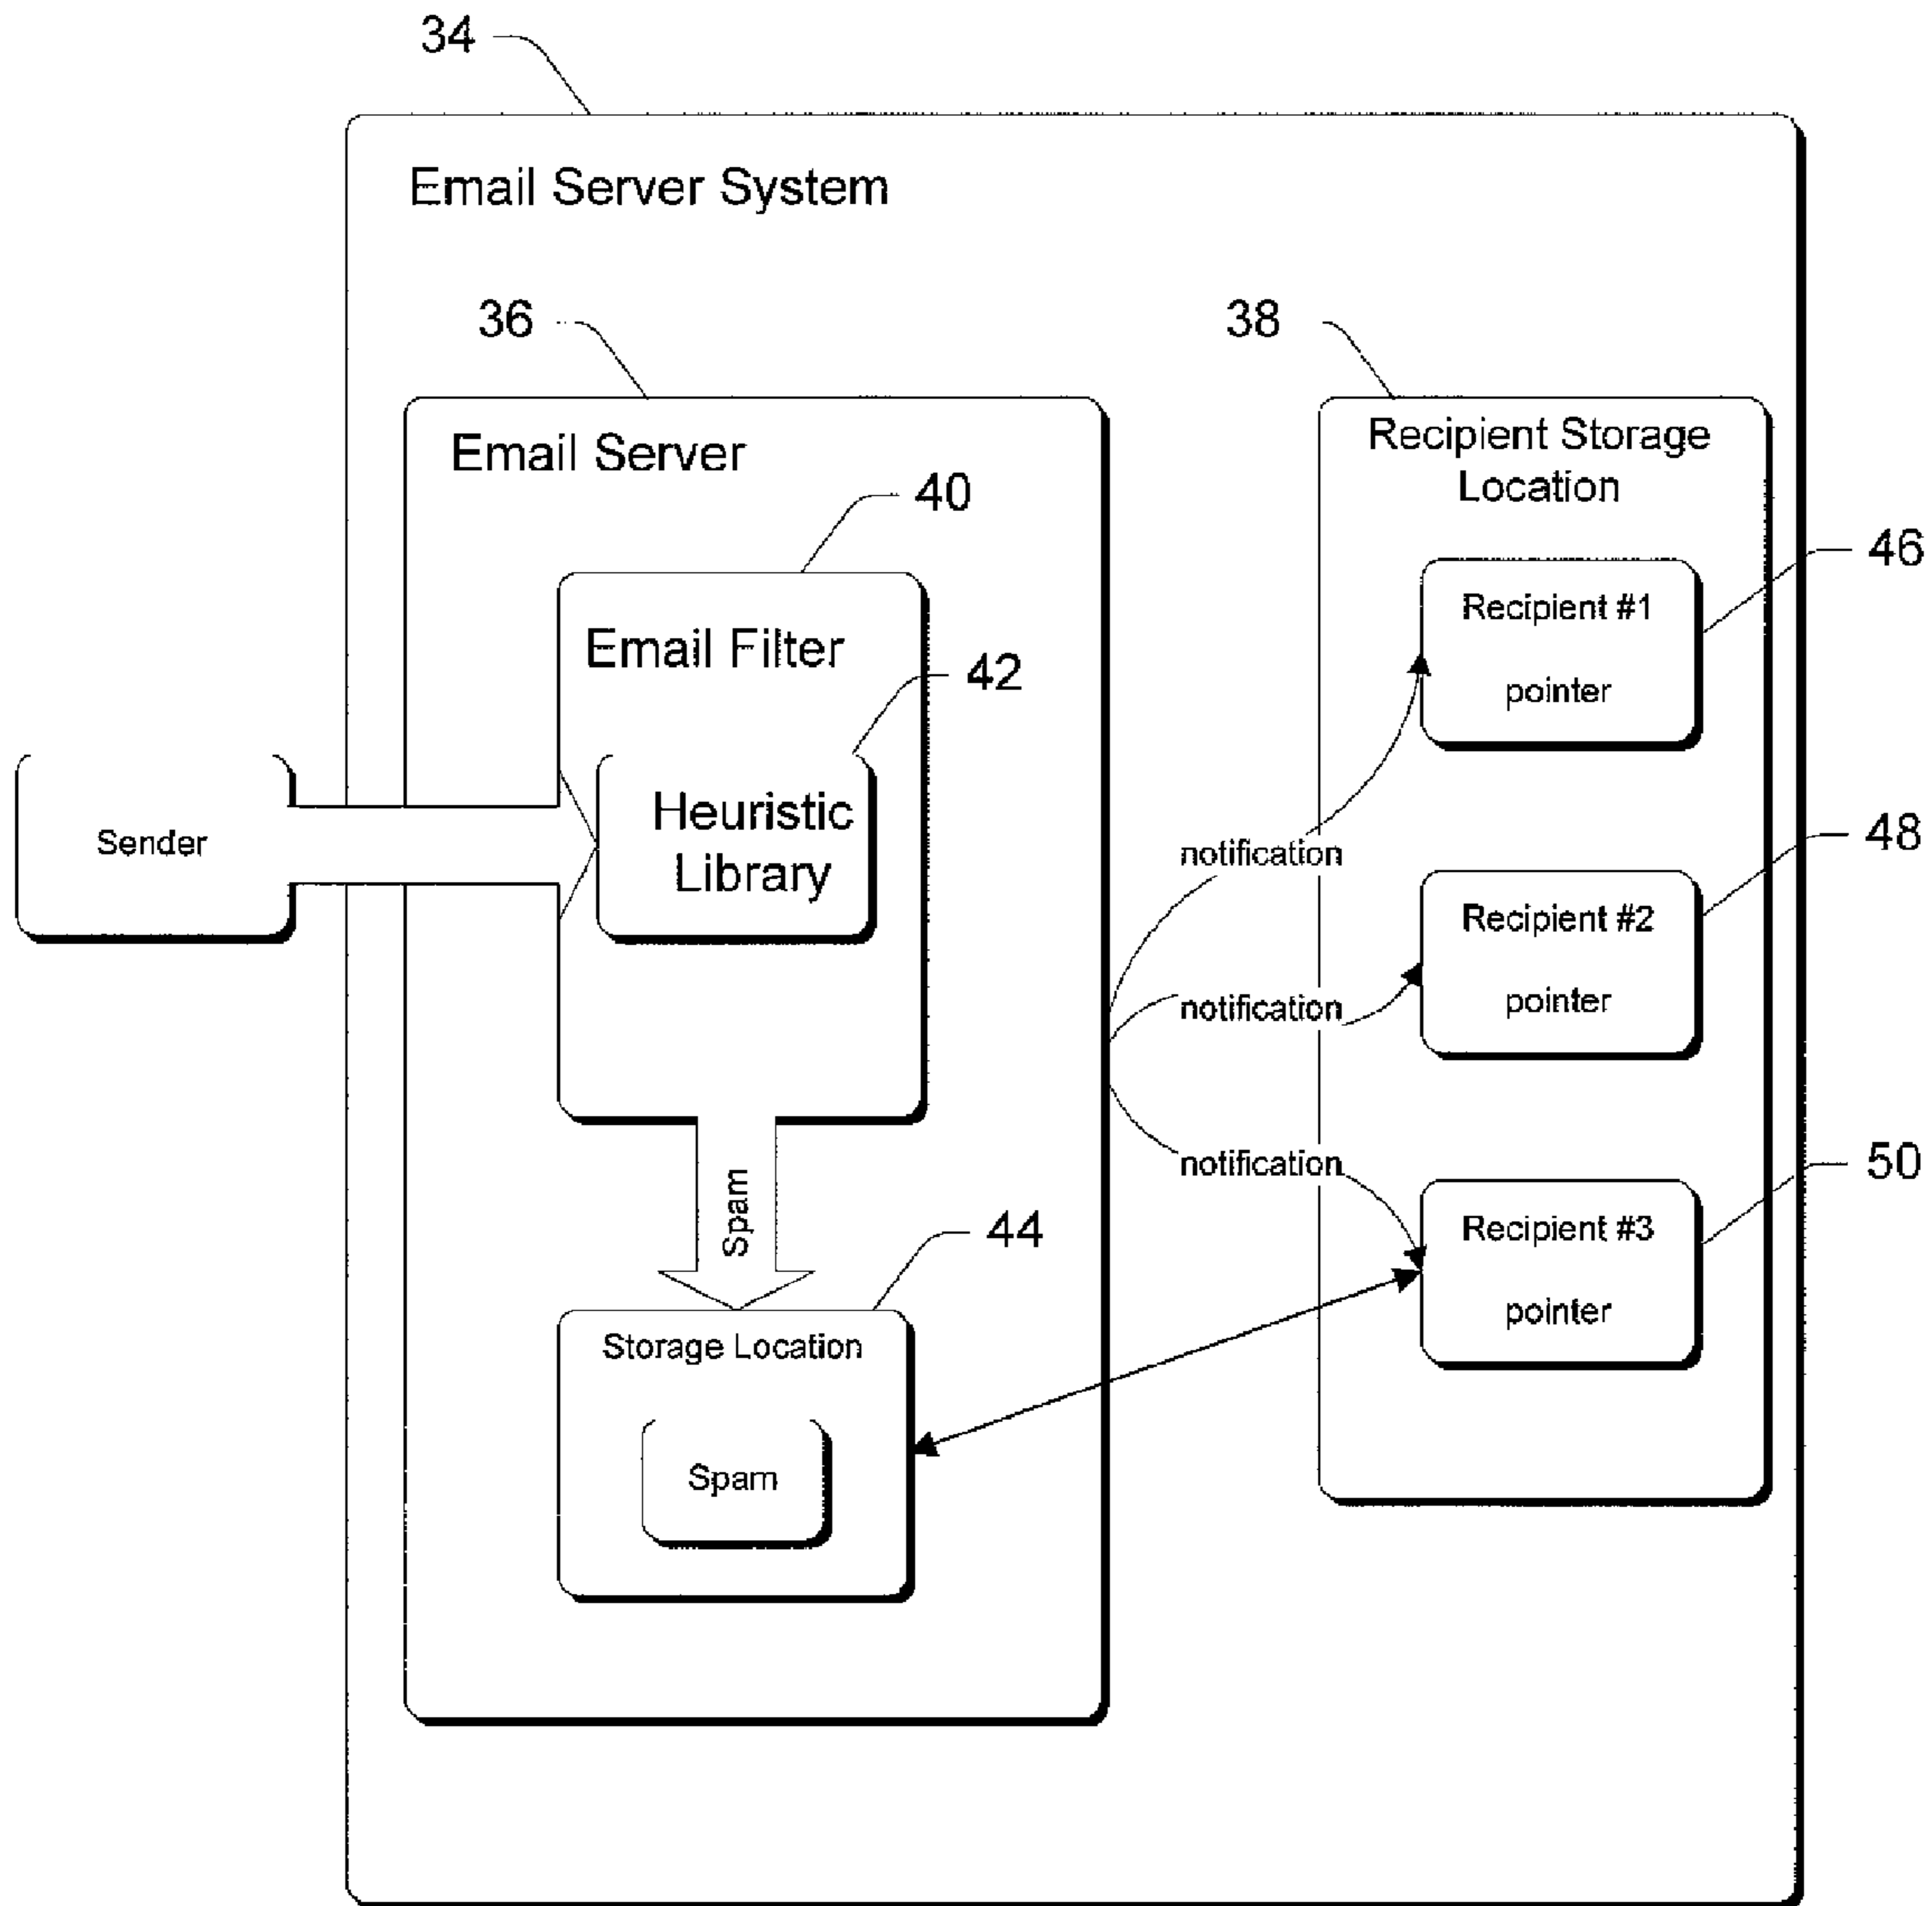 34
Email Server System
36
38
Email Server
Recipient Storage
Location
40
46
Recipient #1
pointer
Email Filter
42
Sender
Heuristic
Library
notification
48
Recipient #2
pointer
notification
notification
50
Recipient #3
pointer
Spam
44
Storage Location
Spam